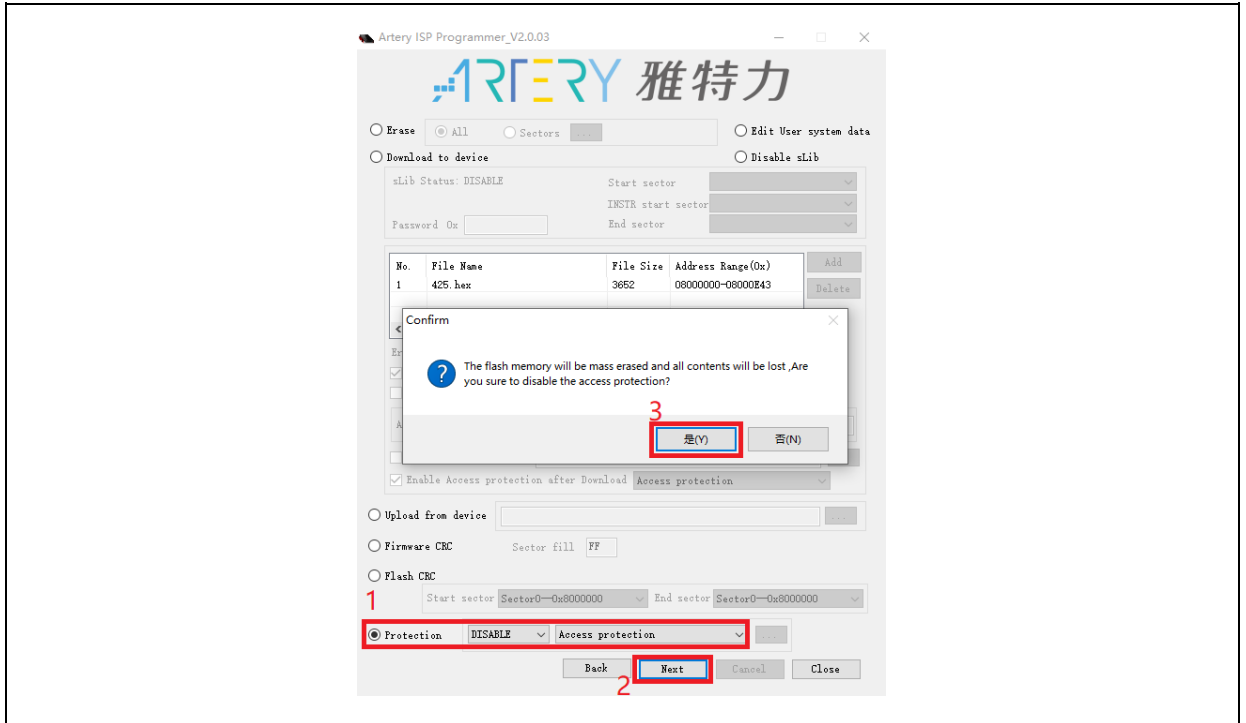 Artery ISP Programmer_V2.0.03
ARTERY 雅特力
Erase All Sectors ... Edit User system data
Download to device Disable sLib
sLib Status: DISABLE Start sector
INSTR start sector
Password 0x End sector
No. File Name File Size Address Range(0x) Add
1 425.hex 3652 08000000-08000E43 Delete
Confirm
Er
The flash memory will be mass erased and all contents will be lost ,Are
you sure to disable the access protection?
A
3
是(Y) 否(N)
Enable Access protection after Download Access protection
Upload from device ...
Firmware CRC Sector fill FF
Flash CRC
1
Start sector Sector0—0x8000000 End sector Sector0—0x8000000
Protection DISABLE Access protection ...
Back Next Cancel Close
2